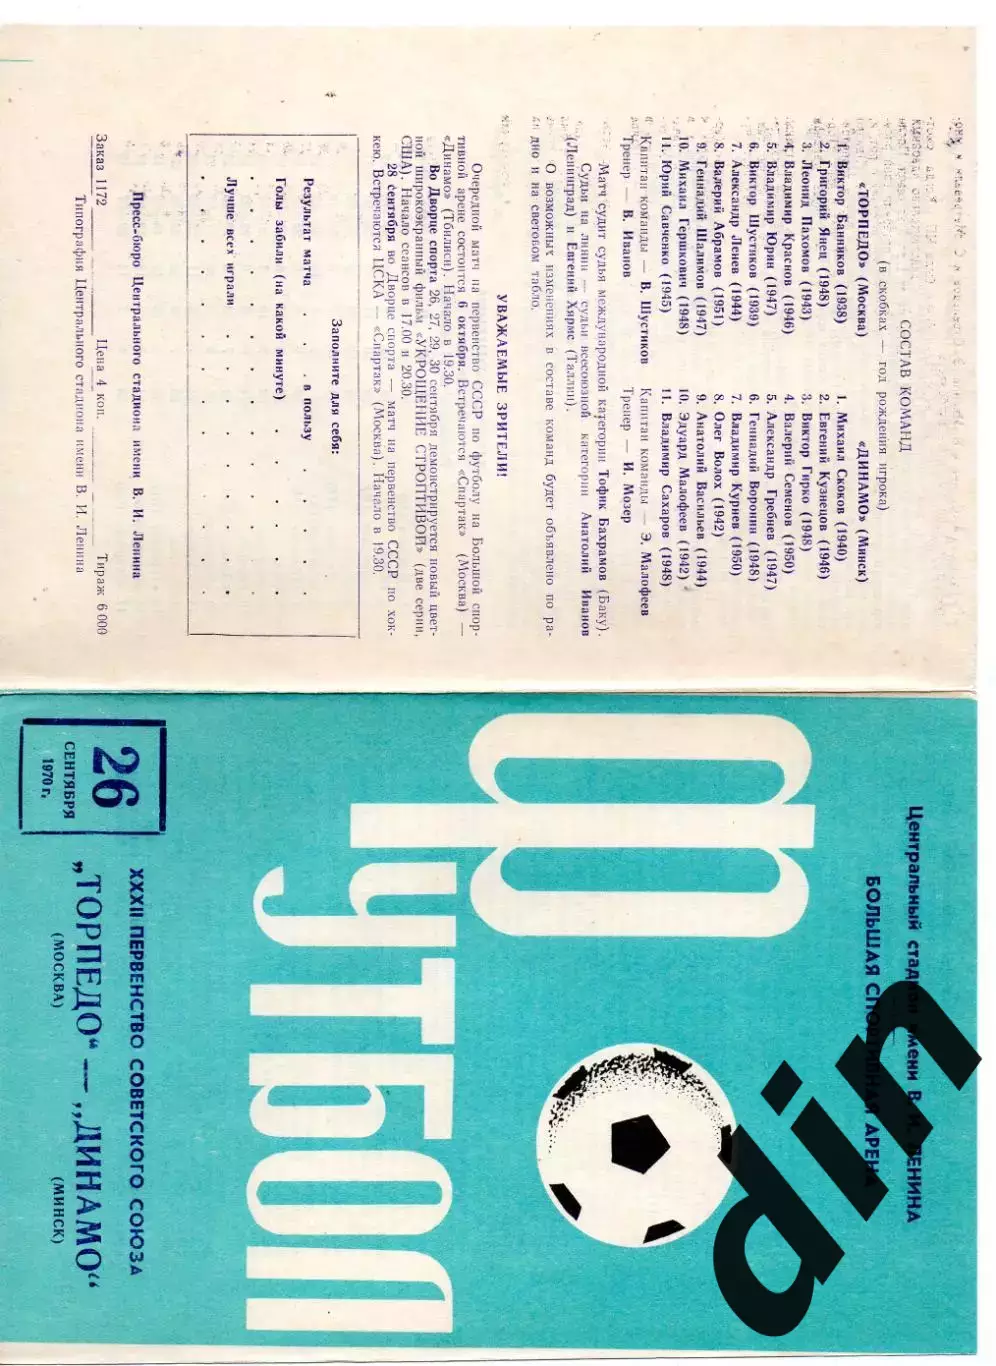 СОСТАВ КОМАНД
(в скобках — год рождения игрока)
«ТОРПЕДО» (Москва)
1. Виктор Банников (1938)
2. Григорий Янец (1948)
3. Леонид Пахомов (1943)
4. Владимир Краснов (1946)
5. Владимир Юрин (1947)
6. Виктор Шустиков (1939)
7. Александр Ленев (1944)
8. Валерий Абрамов (1951)
9. Геннадий Шалимов (1947)
10. Михаил Гершкович (1948)
11. Юрий Савченко (1945)
Капитан команды — В. Шустиков
Тренер — В. Иванов
«ДИНАМО» (Минск)
1. Михаил Скоков (1940)
2. Евгений Кузнецов (1946)
3. Виктор Гирко (1948)
4. Валерий Семенов (1950)
5. Александр Гребнев (1947)
6. Геннадий Воронин (1948)
7. Владимир Курнев (1950)
8. Олег Волох (1942)
9. Анатолий Васильев (1944)
10. Эдуард Малофеев (1942)
11. Владимир Сахаров (1948)
Капитан команды — Э. Малофеев
Тренер — И. Мозер
Матч судит судья международной категории Тофик Бахрамов (Баку).
Судьи на линии — судьи всесоюзной категории Анатолий Иванов
(Ленинград) и Евгений Хярмс (Таллин).
О возможных изменениях в составе команд будет объявлено по ра-
дио и на световом табло.
УВАЖАЕМЫЕ ЗРИТЕЛИ!
Очередной матч на первенство СССР по футболу на Большой спор-
тивной арене состоится 6 октября. Встречаются «Спартак» (Москва) —
«Динамо» (Тбилиси). Начало в 19.30.
Во Дворце спорта 26, 27, 29, 30 сентября демонстрируется новый цвет-
ной широкоэкранный фильм «УКРОЩЕНИЕ СТРОПТИВОЙ» (две серии,
США). Начало сеансов в 17.00 и 20.30.
28 сентября во Дворце спорта — матч на первенство СССР по хок-
кею. Встречаются ЦСКА — «Спартак» (Москва). Начало в 19.30.
Заполните для себя:
Результат матча . . . в пользу . . . .
Голы забили (на какой минуте) . . . . .
Лучше всех играли . . . . . . .
Пресс-бюро Центрального стадиона имени В. И. Ленина
Заказ 1172 Цена 4 коп. Тираж 6 000
Типография Центрального стадиона имени В. И. Ленина
Центральный стадион имени В. И. ЛЕНИНА
БОЛЬШАЯ СПОРТИВНАЯ АРЕНА
футбол
26
СЕНТЯБРЯ
1970 г.
XXXII ПЕРВЕНСТВО СОВЕТСКОГО СОЮЗА
„ТОРПЕДО“ — „ДИНАМО“
(МОСКВА) (МИНСК)
din